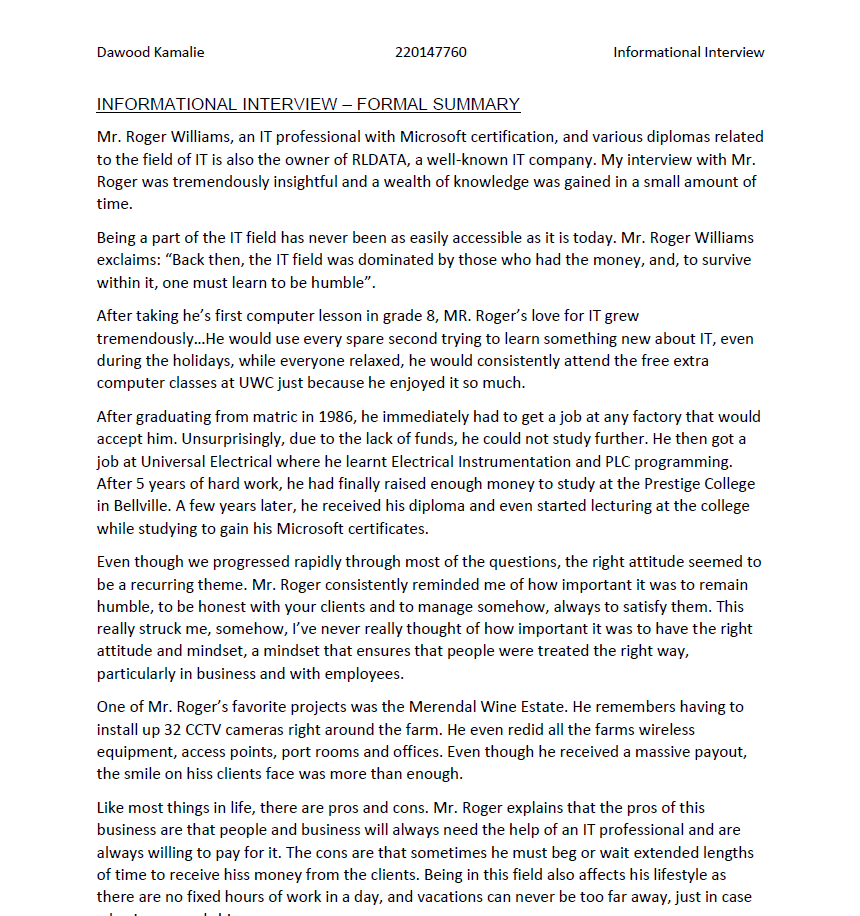 Dawood Kamalie 220147760 Informational Interview
INFORMATIONAL INTERVIEW – FORMAL SUMMARY
Mr. Roger Williams, an IT professional with Microsoft certification, and various diplomas related
to the field of IT is also the owner of RLDATA, a well-known IT company. My interview with Mr.
Roger was tremendously insightful and a wealth of knowledge was gained in a small amount of
time.
Being a part of the IT field has never been as easily accessible as it is today. Mr. Roger Williams
exclaims: “Back then, the IT field was dominated by those who had the money, and, to survive
within it, one must learn to be humble”.
After taking he’s first computer lesson in grade 8, MR. Roger’s love for IT grew
tremendously…He would use every spare second trying to learn something new about IT, even
during the holidays, while everyone relaxed, he would consistently attend the free extra
computer classes at UWC just because he enjoyed it so much.
After graduating from matric in 1986, he immediately had to get a job at any factory that would
accept him. Unsurprisingly, due to the lack of funds, he could not study further. He then got a
job at Universal Electrical where he learnt Electrical Instrumentation and PLC programming.
After 5 years of hard work, he had finally raised enough money to study at the Prestige College
in Bellville. A few years later, he received his diploma and even started lecturing at the college
while studying to gain his Microsoft certificates.
Even though we progressed rapidly through most of the questions, the right attitude seemed to
be a recurring theme. Mr. Roger consistently reminded me of how important it was to remain
humble, to be honest with your clients and to manage somehow, always to satisfy them. This
really struck me, somehow, I’ve never really thought of how important it was to have the right
attitude and mindset, a mindset that ensures that people were treated the right way,
particularly in business and with employees.
One of Mr. Roger’s favorite projects was the Merendal Wine Estate. He remembers having to
install up 32 CCTV cameras right around the farm. He even redid all the farms wireless
equipment, access points, port rooms and offices. Even though he received a massive payout,
the smile on hiss clients face was more than enough.
Like most things in life, there are pros and cons. Mr. Roger explains that the pros of this
business are that people and business will always need the help of an IT professional and are
always willing to pay for it. The cons are that sometimes he must beg or wait extended lengths
of time to receive hiss money from the clients. Being in this field also affects his lifestyle as
there are no fixed hours of work in a day, and vacations can never be too far away, just in case